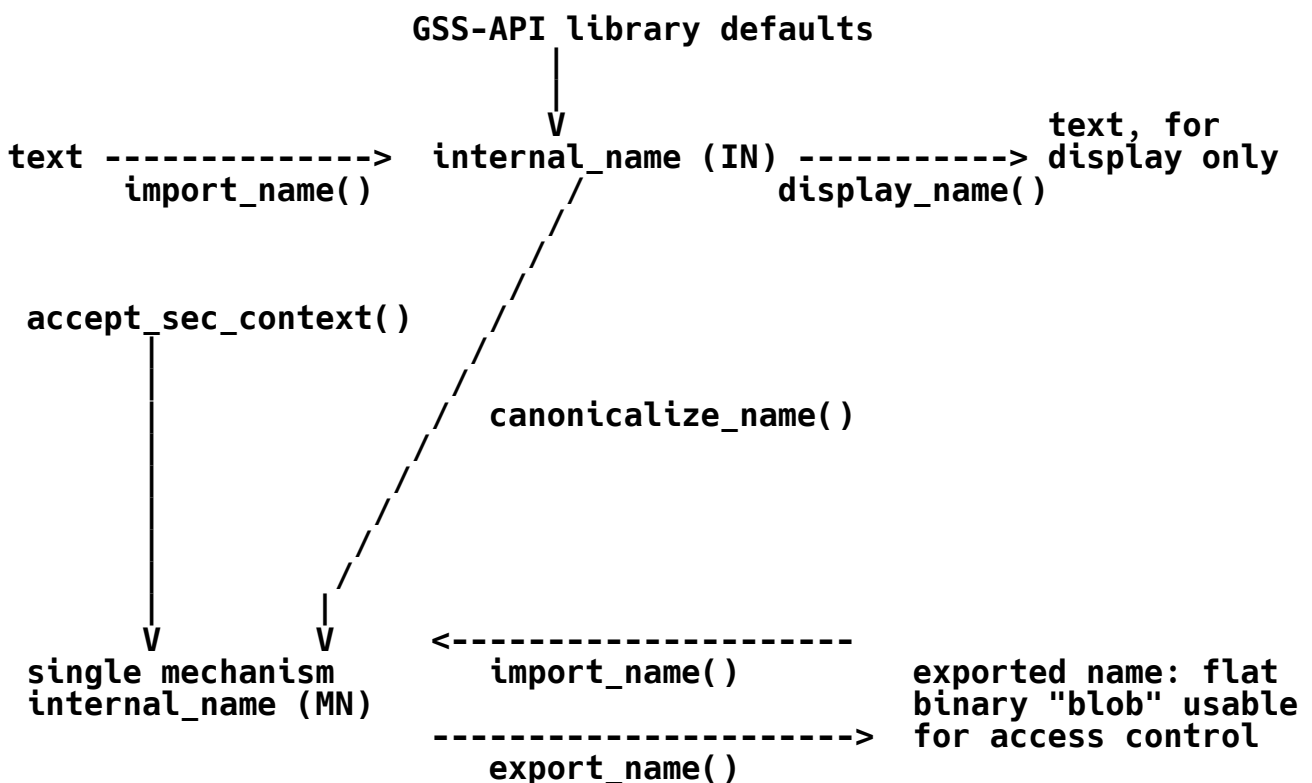 GSS-API library defaults
|
|
V
text --------------> internal_name (IN) -----------> text, for display only
import_name()
display_name()
accept_sec_context()
canonicalize_name()
V V <----------------------
single mechanism internal_name (MN)
import_name()
exported name: flat
binary "blob" usable
for access control
---------------------->
export_name()